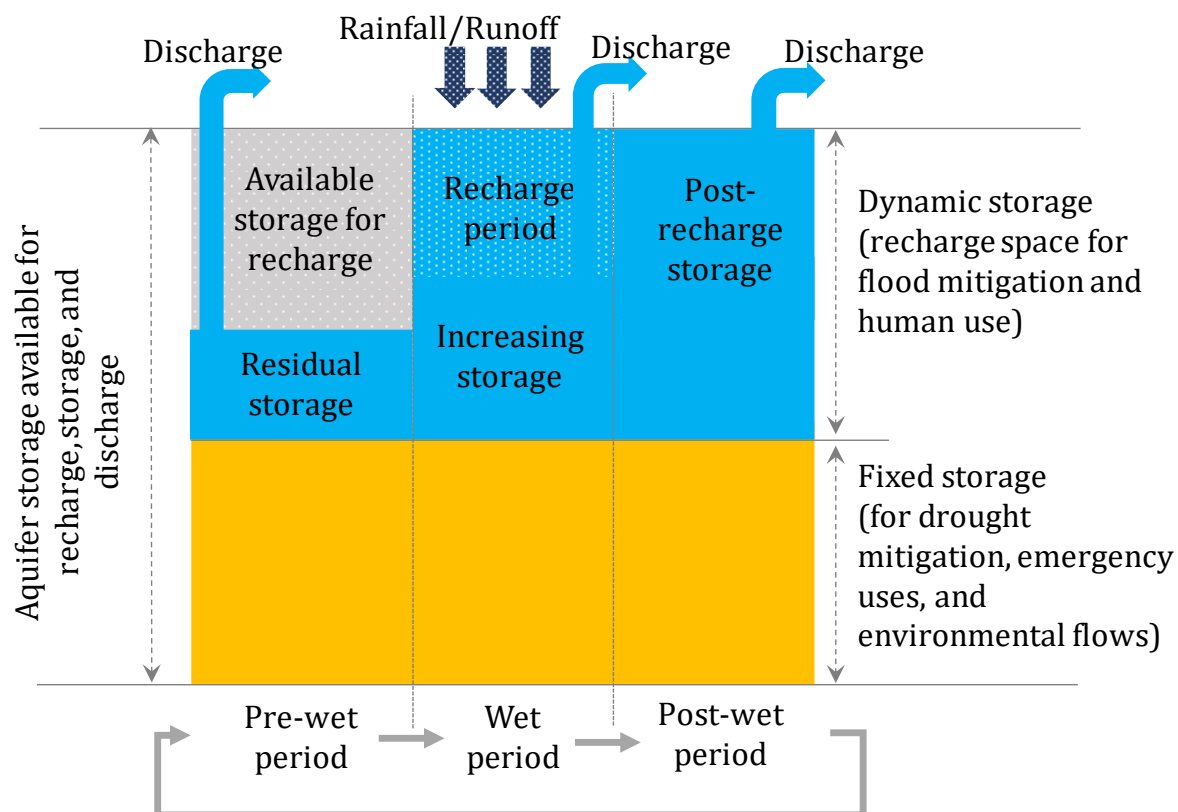 Rainfall/Runoff
Discharge
Discharge
Discharge
Aquifer storage available for
recharge, storage, and
discharge
Available
storage for
recharge
Recharge
period
Post-
recharge
storage
Residual
storage
Increasing
storage
Dynamic storage
(recharge space for
flood mitigation and
human use)
Fixed storage
(for drought
mitigation, emergency
uses, and
environmental flows)
Pre-wet
period
Wet
period
Post-wet
period